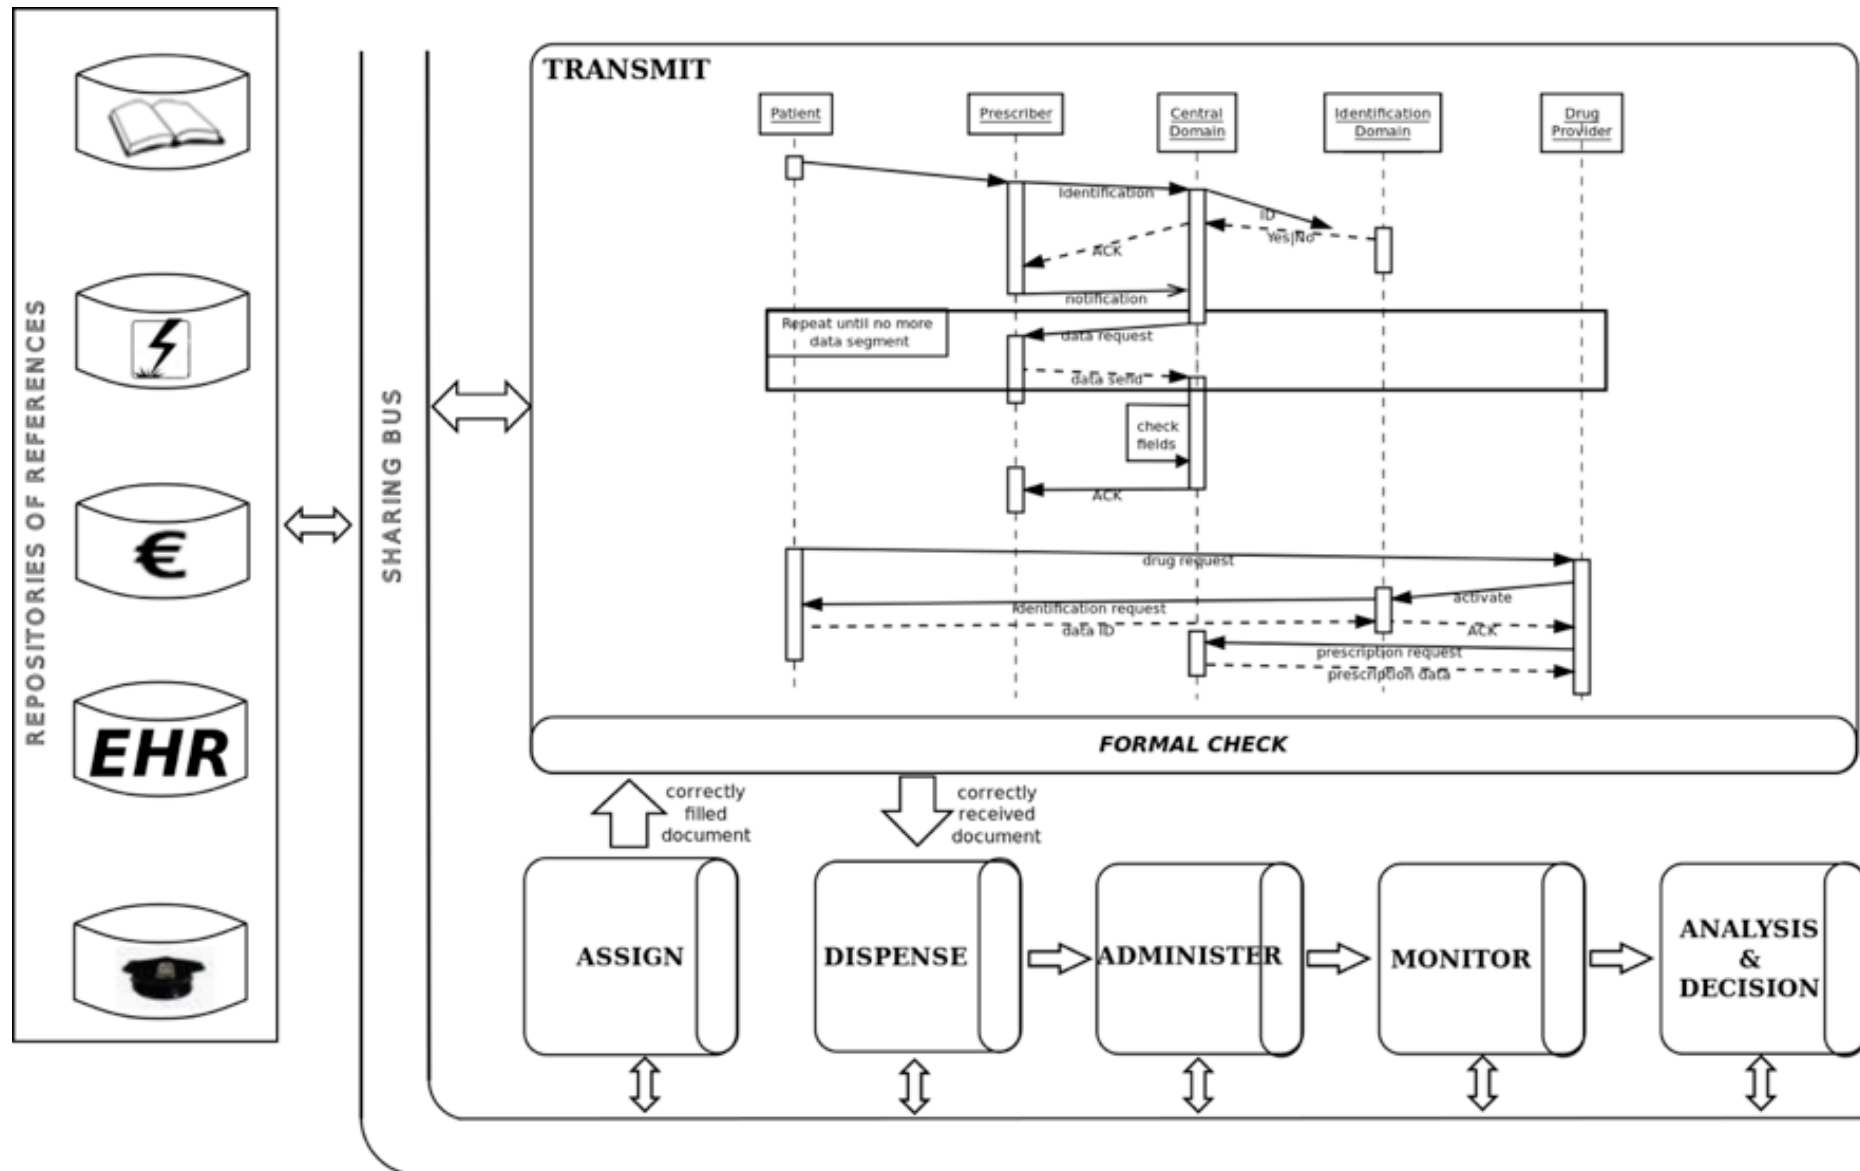 REPOSITORIES OF REFERENCES
€
EHR
SHARING BUS
TRANSMIT
Patient
Prescriber
Central
Domain
Identification
Domain
Drug
Provider
Identification
ID
Yes|No
ACK
notification
Repeat until no more
data segment
data request
data send
check
fields
ACK
drug request
activate
Identification request
data ID
ACK
prescription request
prescription data
FORMAL CHECK
correctly
filled
document
correctly
received
document
ASSIGN
DISPENSE
ADMINISTER
MONITOR
ANALYSIS
&
DECISION